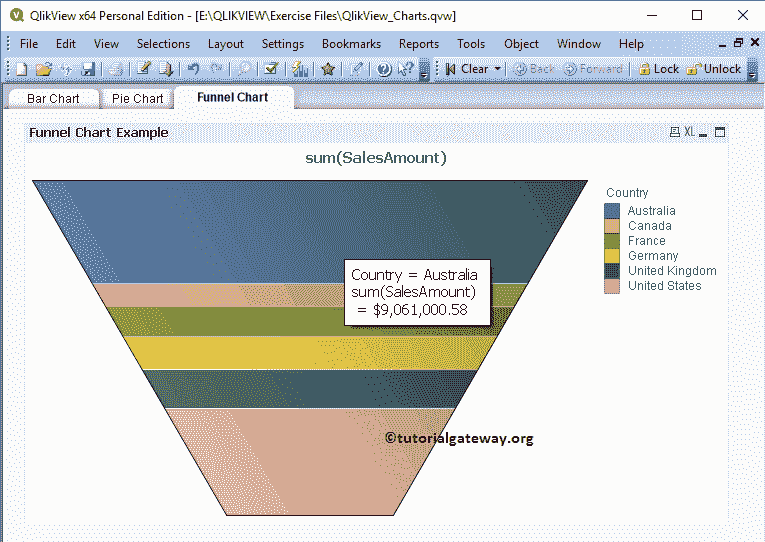 QlikView x64 Personal Edition - [E:\QLIKVIEW\Exercise Files\QlikView_Charts.qvw]
File Edit View Selections Layout Settings Bookmarks Reports Tools Object Window Help
Clear Back Forward Lock Unlock
Bar Chart Pie Chart Funnel Chart
Funnel Chart Example XL
sum(SalesAmount)
Country
Australia
Canada
France
Germany
United Kingdom
United States
Country = Australia
sum(SalesAmount)
= $9,061,000.58
©tutorialgateway.org